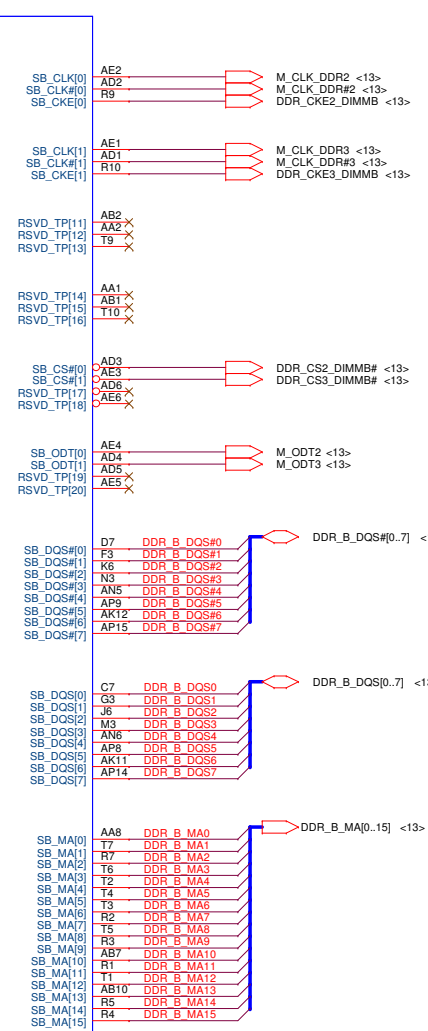 SB_CLK[0] AE2 M_CLK_DDR2 <13>
SB_CLK#[0] AD2 M_CLK_DDR#2 <13>
SB_CKE[0] R9 DDR_CKE2_DIMMB <13>
SB_CLK[1] AE1 M_CLK_DDR3 <13>
SB_CLK#[1] AD1 M_CLK_DDR#3 <13>
SB_CKE[1] R10 DDR_CKE3_DIMMB <13>
RSVD_TP[11] AB2
RSVD_TP[12] AA2
RSVD_TP[13] T9
RSVD_TP[14] AA1
RSVD_TP[15] AB1
RSVD_TP[16] T10
SB_CS#[0] AD3 DDR_CS2_DIMMB# <13>
SB_CS#[1] AE3 DDR_CS3_DIMMB# <13>
RSVD_TP[17] AD6
RSVD_TP[18] AE6
SB_ODT[0] AE4 M_ODT2 <13>
SB_ODT[1] AD4 M_ODT3 <13>
RSVD_TP[19] AD5
RSVD_TP[20] AE5
DDR_B_DQS#[0..7] <
SB_DQS#[0] D7 DDR_B_DQS#0
SB_DQS#[1] F3 DDR_B_DQS#1
SB_DQS#[2] K6 DDR_B_DQS#2
SB_DQS#[3] N3 DDR_B_DQS#3
SB_DQS#[4] AN5 DDR_B_DQS#4
SB_DQS#[5] AP9 DDR_B_DQS#5
SB_DQS#[6] AK12 DDR_B_DQS#6
SB_DQS#[7] AP15 DDR_B_DQS#7
DDR_B_DQS[0..7] <13
SB_DQS[0] C7 DDR_B_DQS0
SB_DQS[1] G3 DDR_B_DQS1
SB_DQS[2] J6 DDR_B_DQS2
SB_DQS[3] M3 DDR_B_DQS3
SB_DQS[4] AN6 DDR_B_DQS4
SB_DQS[5] AP8 DDR_B_DQS5
SB_DQS[6] AK11 DDR_B_DQS6
SB_DQS[7] AP14 DDR_B_DQS7
DDR_B_MA[0..15] <13>
SB_MA[0] AA8 DDR_B_MA0
SB_MA[1] T7 DDR_B_MA1
SB_MA[2] R7 DDR_B_MA2
SB_MA[3] T6 DDR_B_MA3
SB_MA[4] T2 DDR_B_MA4
SB_MA[5] T4 DDR_B_MA5
SB_MA[6] T3 DDR_B_MA6
SB_MA[7] R2 DDR_B_MA7
SB_MA[8] T5 DDR_B_MA8
SB_MA[9] R3 DDR_B_MA9
SB_MA[10] AB7 DDR_B_MA10
SB_MA[11] R1 DDR_B_MA11
SB_MA[12] T1 DDR_B_MA12
SB_MA[13] AB10 DDR_B_MA13
SB_MA[14] R5 DDR_B_MA14
SB_MA[15] R4 DDR_B_MA15